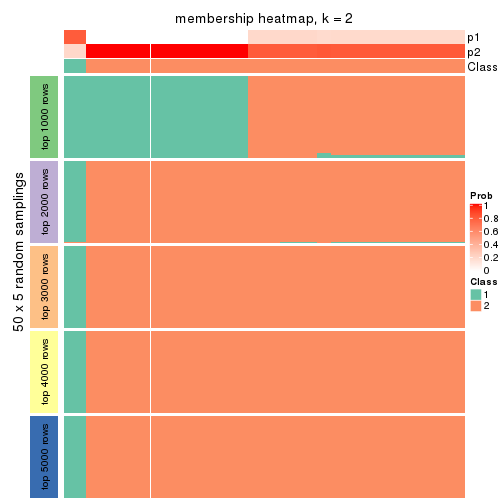 membership heatmap, k = 2
p1
p2
Class
50 x 5 random samplings
top 1000 rows
top 2000 rows
top 3000 rows
top 4000 rows
top 5000 rows
Prob
1
0.8
0.6
0.4
0.2
0
Class
1
2